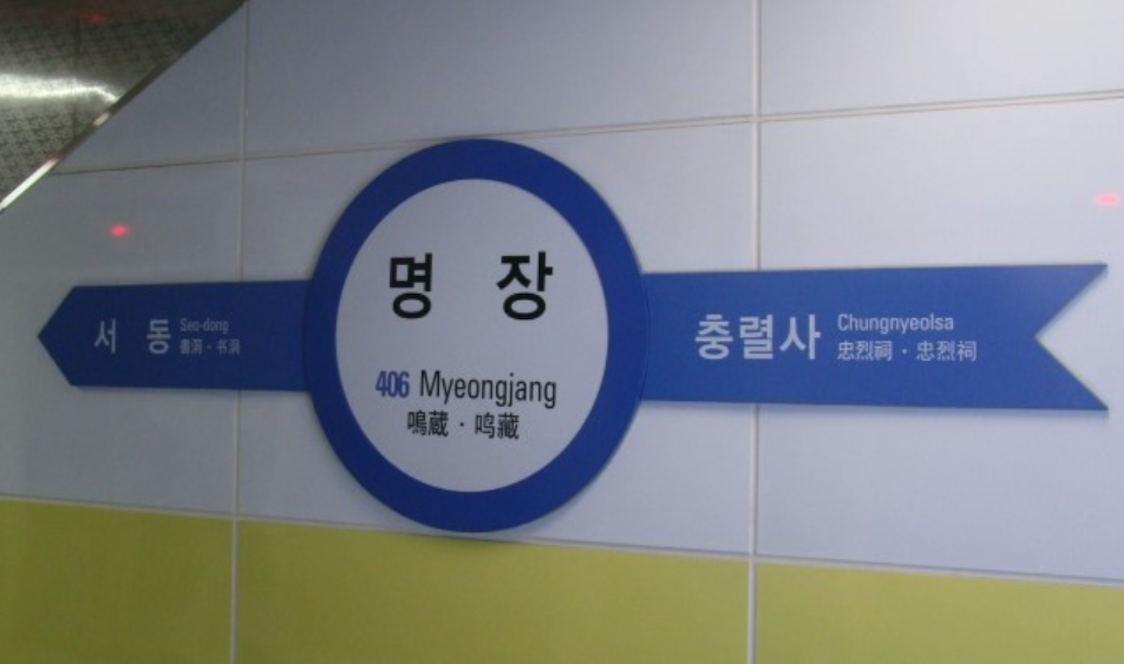 서 동
Seo-dong
書洞・书洞
명 장
406 Myeongjang
鳴蔵・鸣藏
충렬사
Chungnyeolsa
忠烈祠・忠烈祠